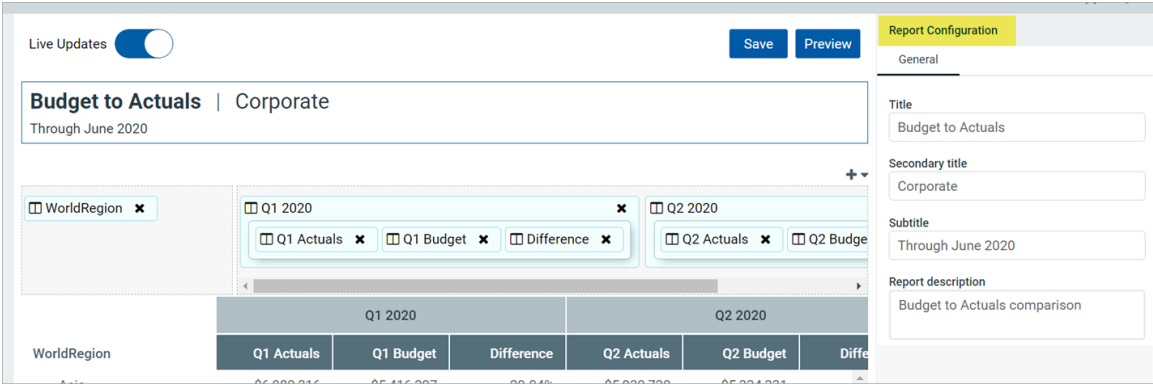 Live Updates
Save
Preview
Budget to Actuals | Corporate
Through June 2020
WorldRegion
Q1 2020
Q1 Actuals
Q1 Budget
Difference
Q2 2020
Q2 Actuals
Q2 Budge
Q1 2020
Q2 2020
WorldRegion
Q1 Actuals
Q1 Budget
Difference
Q2 Actuals
Q2 Budget
Diffe
Report Configuration
General
Title
Budget to Actuals
Secondary title
Corporate
Subtitle
Through June 2020
Report description
Budget to Actuals comparison